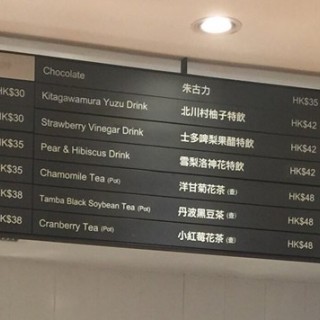 Chocolate 朱古力 HK$35
HK$30 Kitagawamura Yuzu Drink 北川村柚子特飲 HK$42
HK$30 Strawberry Vinegar Drink 士多啤梨果醋特飲 HK$42
HK$35 Pear & Hibiscus Drink 雪梨洛神花特飲 HK$42
HK$35 Chamomile Tea (Pot) 洋甘菊花茶 (壺) HK$48
HK$38 Tamba Black Soybean Tea (Pot) 丹波黑豆茶 (壺) HK$48
HK$38 Cranberry Tea (Pot) 小紅莓花茶 (壺) HK$48